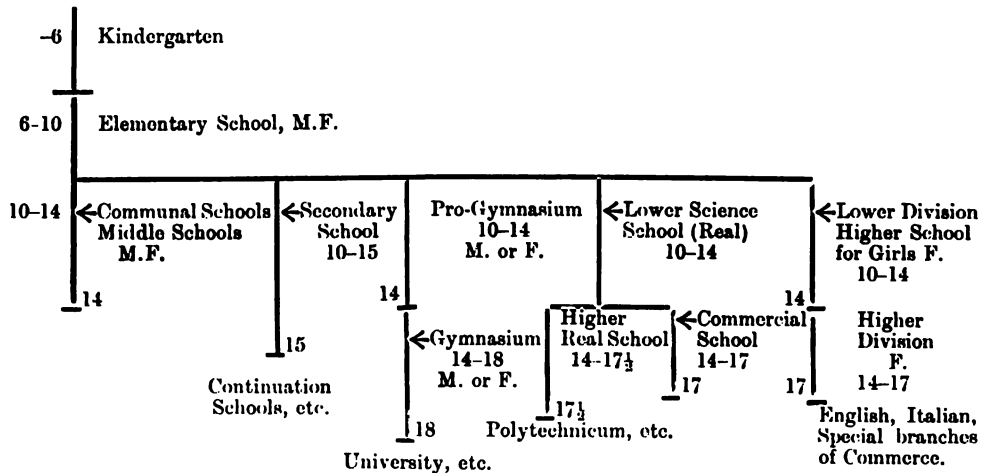 -6 Kindergarten
6-10 Elementary School, M.F.
10-14
Communal Schools
Middle Schools
M.F.
14
Secondary
School
10-15
15
Continuation
Schools, etc.
Pro-Gymnasium
10-14
M. or F.
14
Gymnasium
14-18
M. or F.
18
University, etc.
Lower Science
School (Real)
10-14
Higher
Real School
14-17½
17½
Polytechnicum, etc.
Commercial
School
14-17
17
Lower Division
Higher School
for Girls F.
10-14
14
Higher
Division
F.
14-17
17
English, Italian,
Special branches
of Commerce.